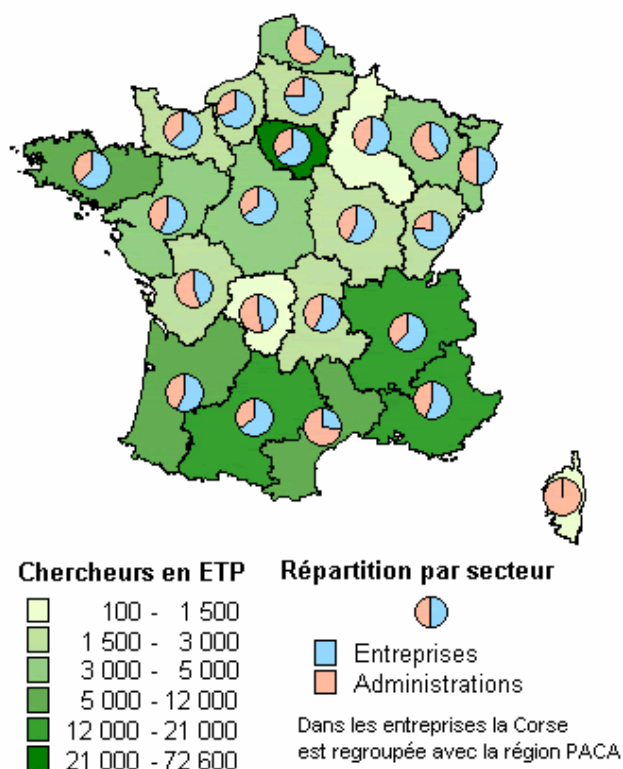 Chercheurs en ETP
100 - 1 500
1 500 - 3 000
3 000 - 5 000
5 000 - 12 000
12 000 - 21 000
21 000 - 72 600
Répartition par secteur
Entreprises
Administrations
Dans les entreprises la Corse
est regroupée avec la région PACA